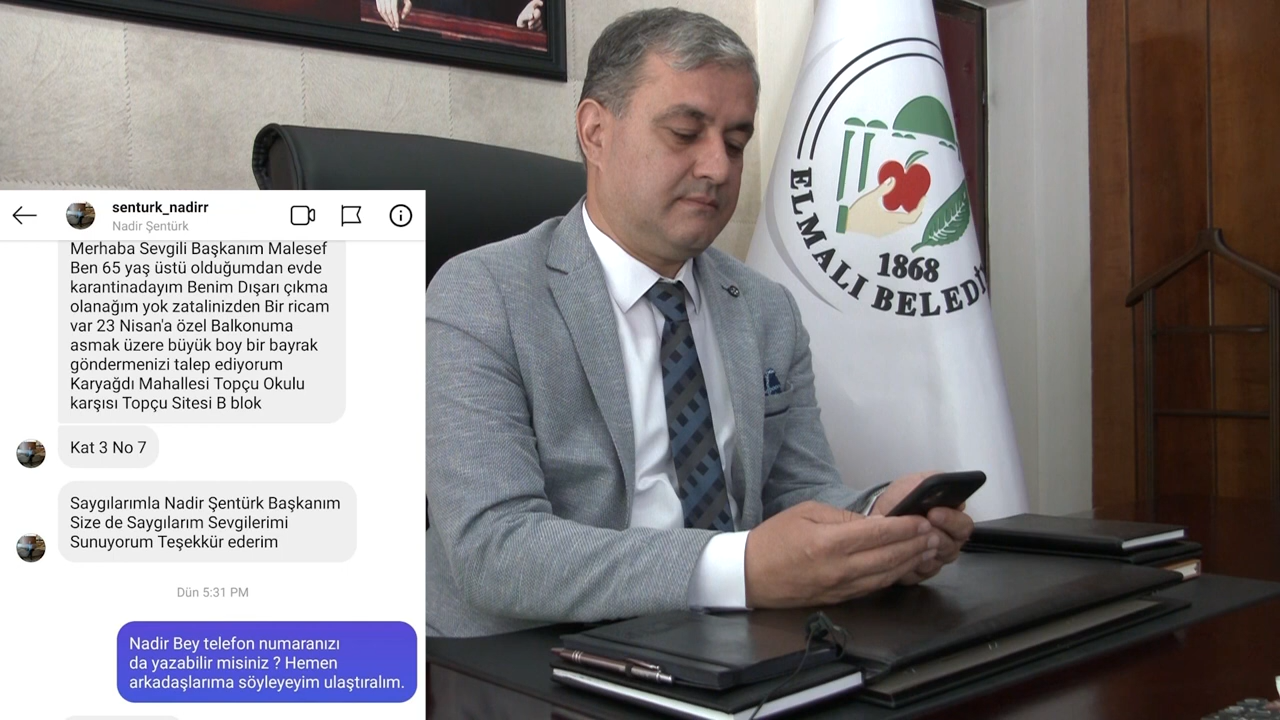 senturk_nadirr
Nadir Şentürk
Merhaba Sevgili Başkanım Malesef
Ben 65 yaş üstü olduğumdan evde
karantinadayım Benim Dışarı çıkma
olanağım yok zatalinizden Bir ricam
var 23 Nisan'a özel Balkonuma
asmak üzere büyük boy bir bayrak
göndermenizi talep ediyorum
Karyağdı Mahallesi Topçu Okulu
karşısı Topçu Sitesi B blok
Kat 3 No 7
Saygılarımla Nadir Şentürk Başkanım
Size de Saygılarım Sevgilerimi
Sunuyorum Teşekkür ederim
Dün 5:31 PM
Nadir Bey telefon numaranızı
da yazabilir misiniz ? Hemen
arkadaşlarıma söyleyeyim ulaştıralım.
1868
ELMALI BELEDİ